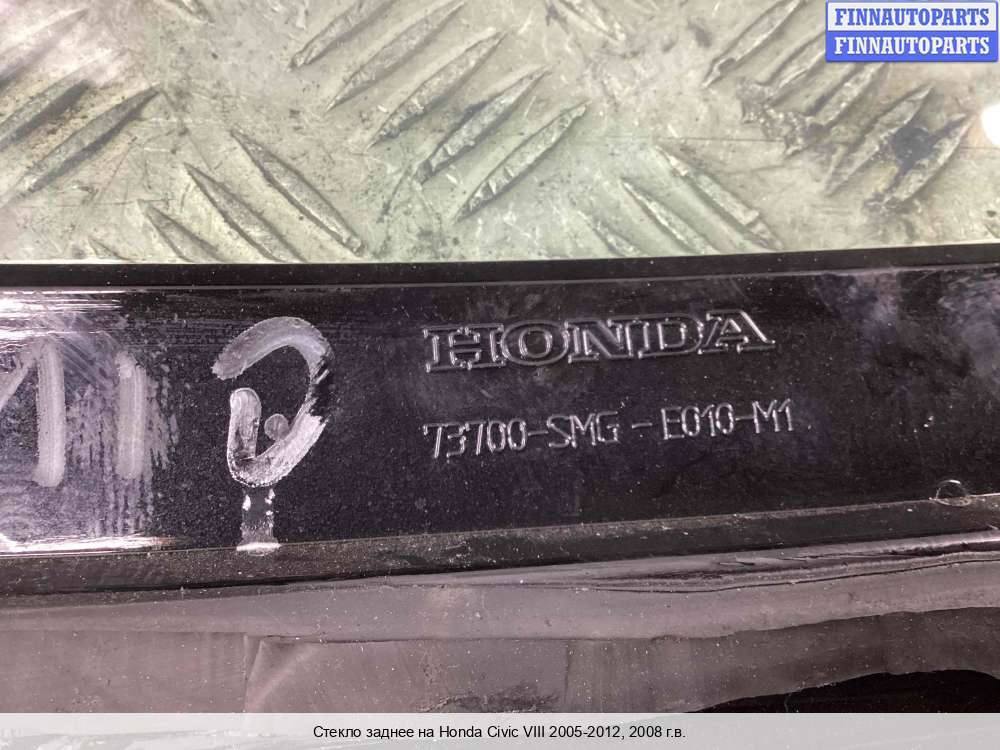 FINNAUTOPARTS
FINNAUTOPARTS
HONDA
73700-SMG-E010-M1
Стекло заднее на Honda Civic VIII 2005-2012, 2008 г.в.